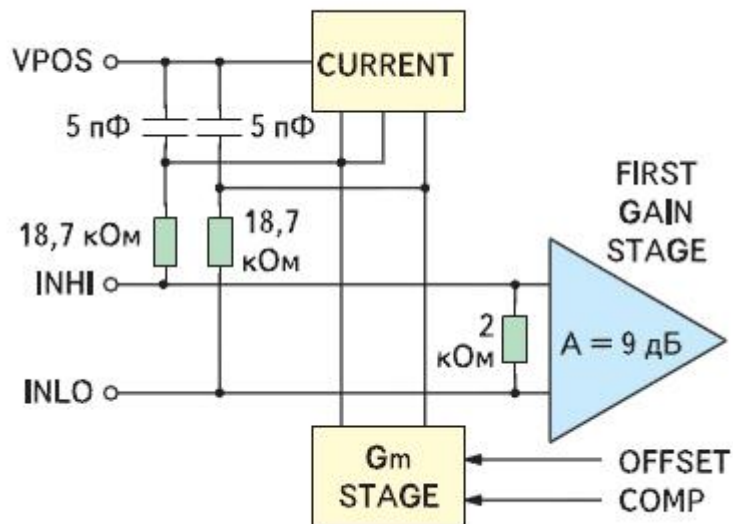 VPOS
CURRENT
5 пФ
5 пФ
FIRST
GAIN
STAGE
18,7 кОм
18,7
кОм
INHI
2
кОм
A = 9 дБ
INLO
Gm
STAGE
OFFSET
COMP